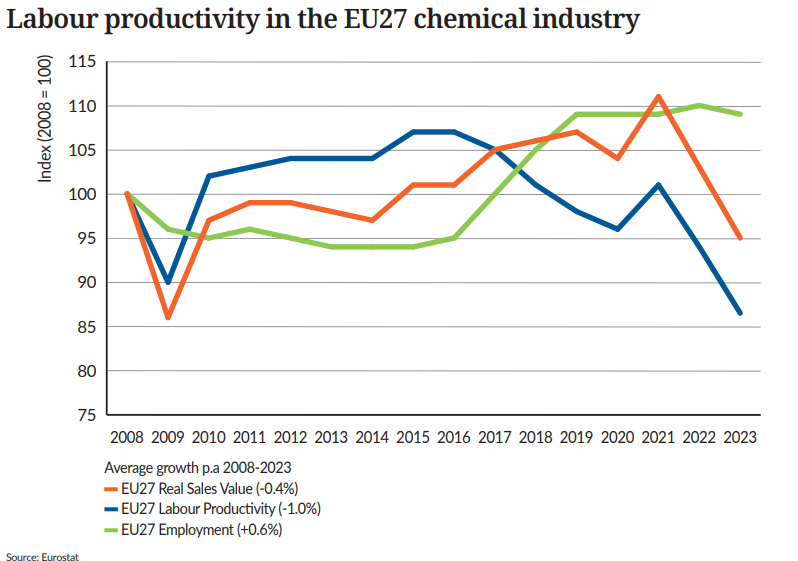 Labour productivity in the EU27 chemical industry
Index (2008 = 100)
115
110
105
100
95
90
85
80
75
2008 2009 2010 2011 2012 2013 2014 2015 2016 2017 2018 2019 2020 2021 2022 2023
Average growth p.a 2008-2023
EU27 Real Sales Value (-0.4%)
EU27 Labour Productivity (-1.0%)
EU27 Employment (+0.6%)
Source: Eurostat